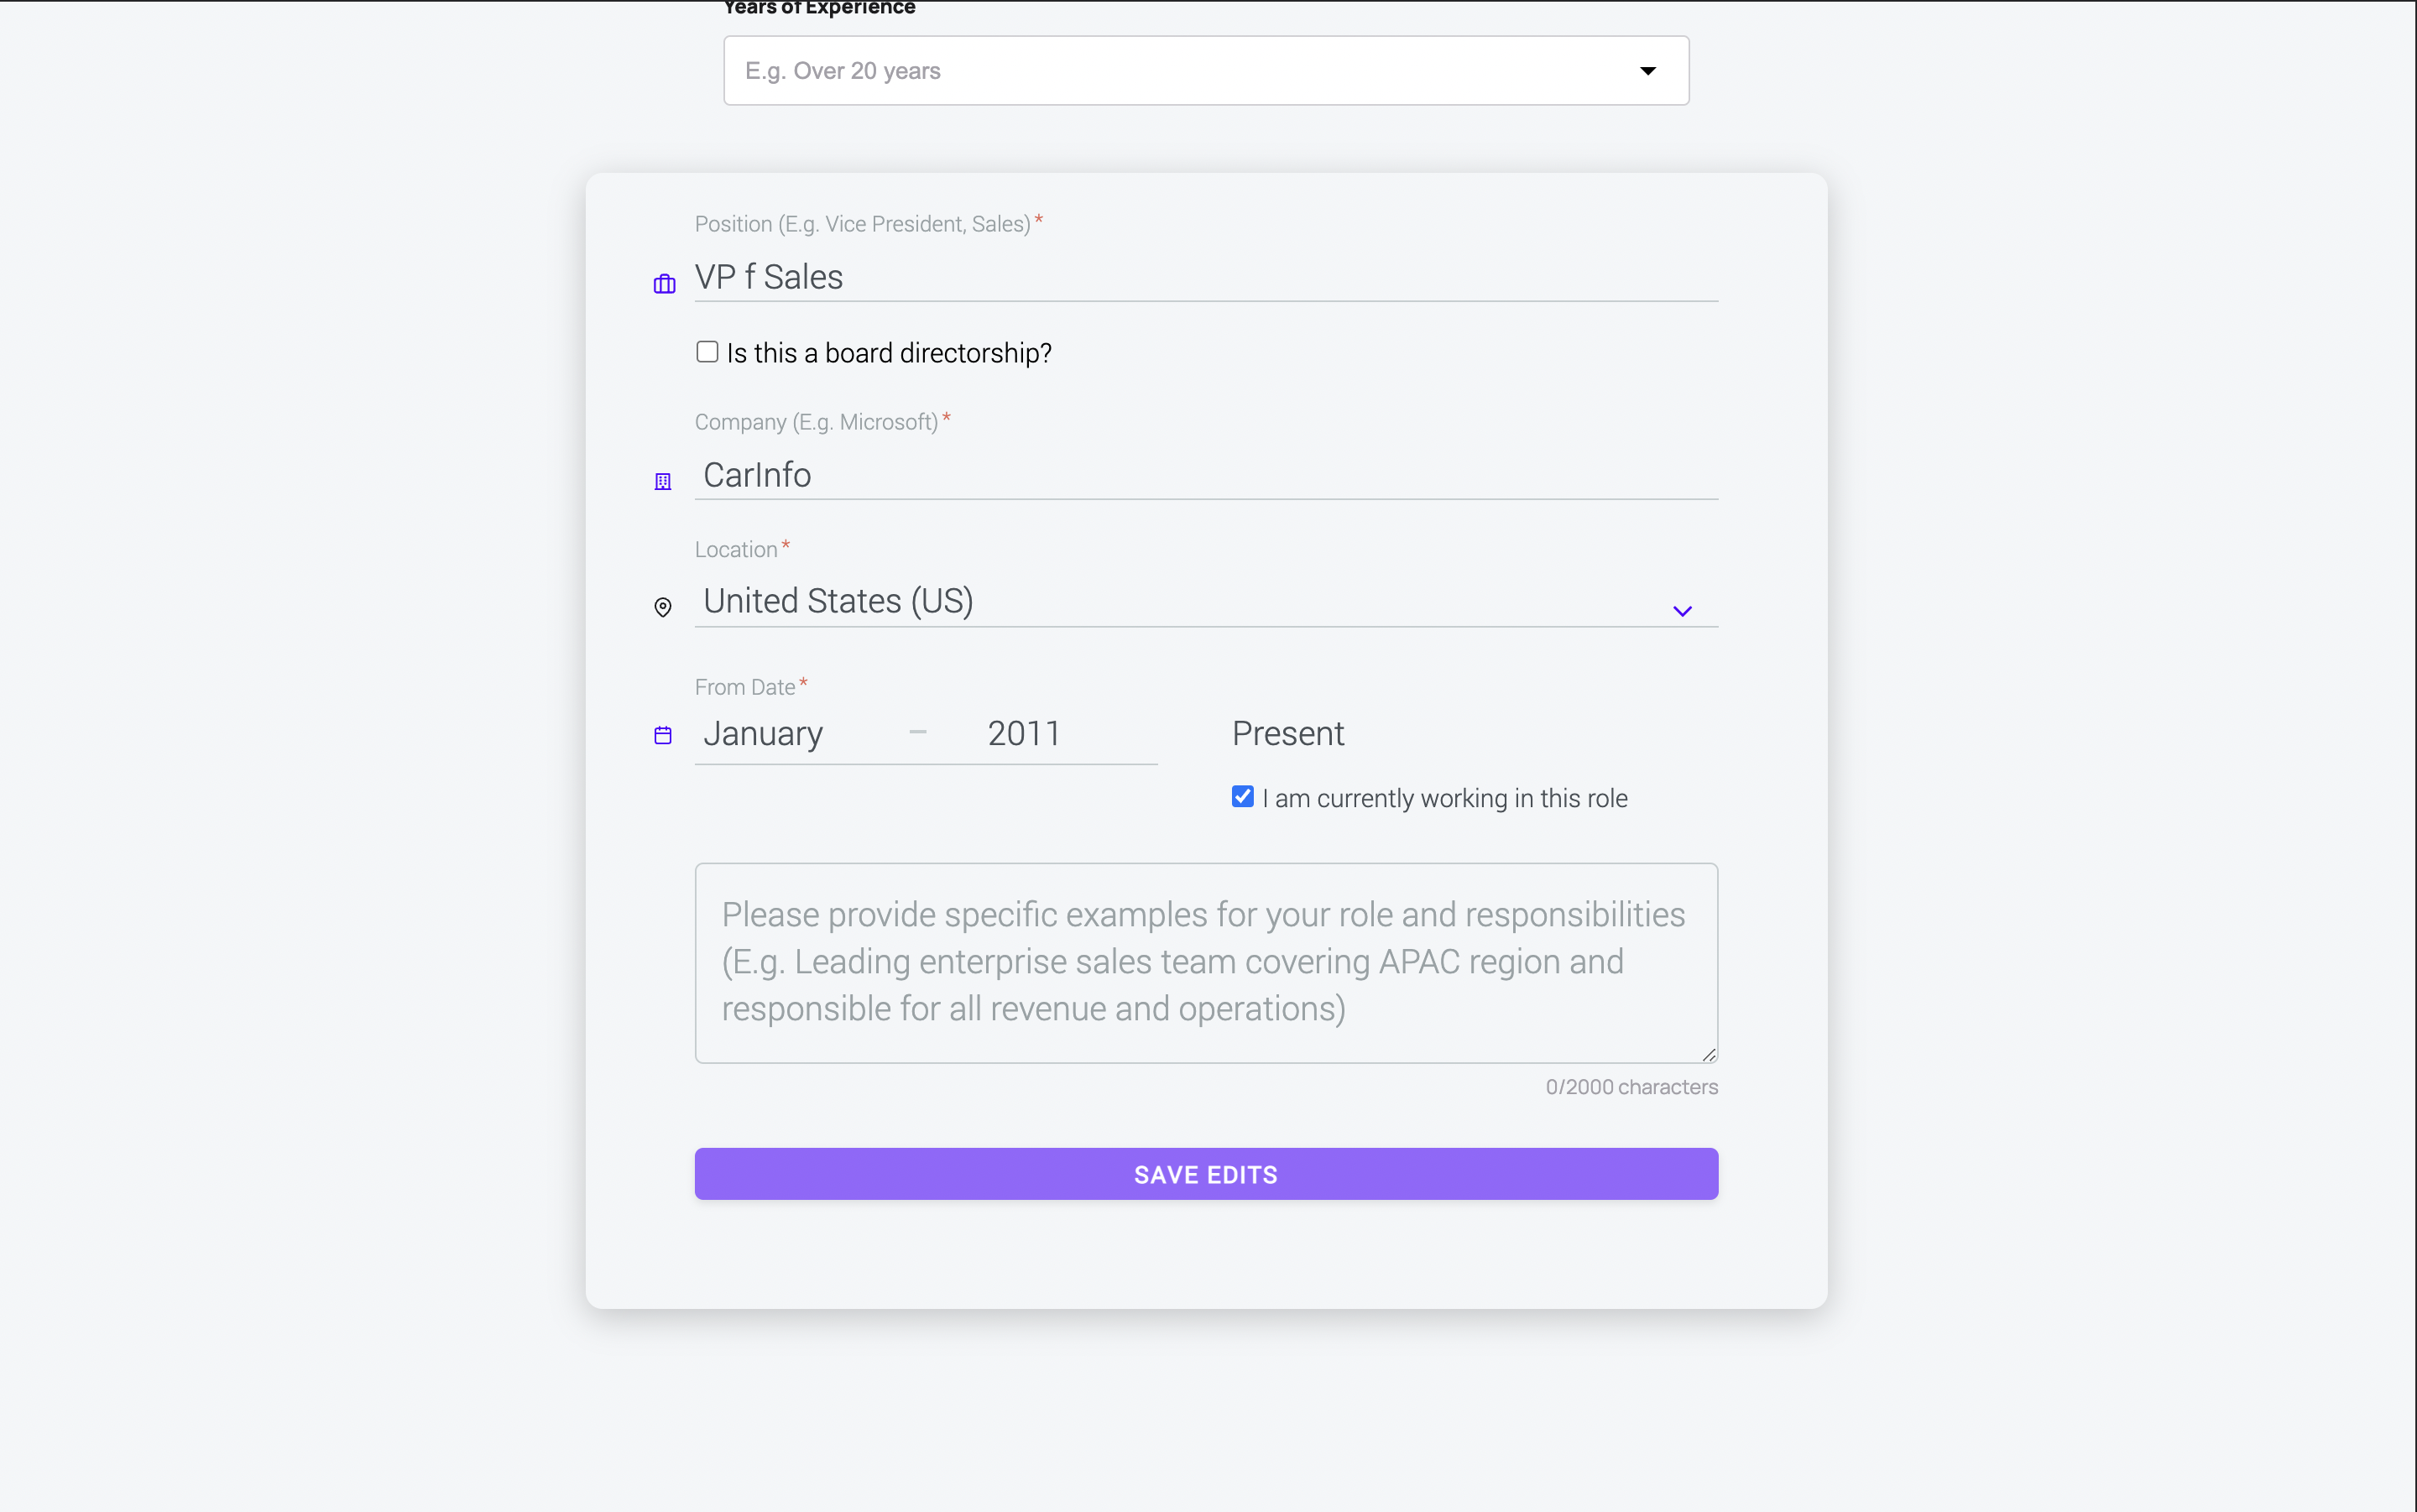 Years of Experience
E.g. Over 20 years
Position (E.g. Vice President, Sales)*
VP f Sales
Is this a board directorship?
Company (E.g. Microsoft)*
CarInfo
Location*
United States (US)
From Date*
January – 2011 Present
I am currently working in this role
Please provide specific examples for your role and responsibilities
(E.g. Leading enterprise sales team covering APAC region and
responsible for all revenue and operations)
0/2000 characters
SAVE EDITS